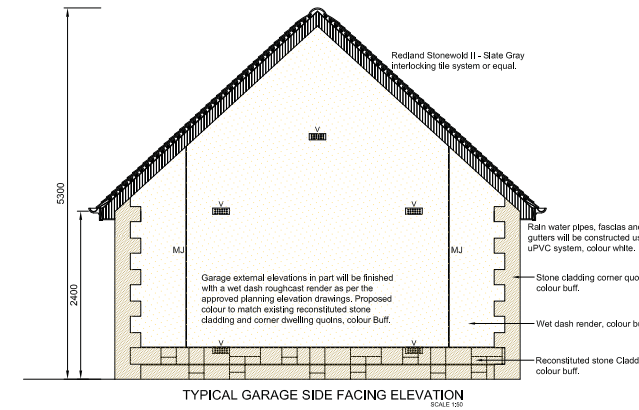 Redland Stonewold II - Slate Gray
interlocking tile system or equal.
V
5300
V
V
Rain water pipes, fascias and
gutters will be constructed
uPVC system, colour white.
MJ
MJ
2400
Garage external elevations in part will be finished
with a wet dash roughcast render as per the
approved planning elevation drawings. Proposed
colour to match existing reconstituted stone
cladding and corner dwelling quoins, colour Buff.
Stone cladding corner
colour buff.
Wet dash render, colour
V
V
Reconstituted stone
colour buff.
TYPICAL GARAGE SIDE FACING ELEVATION
SCALE 1:50